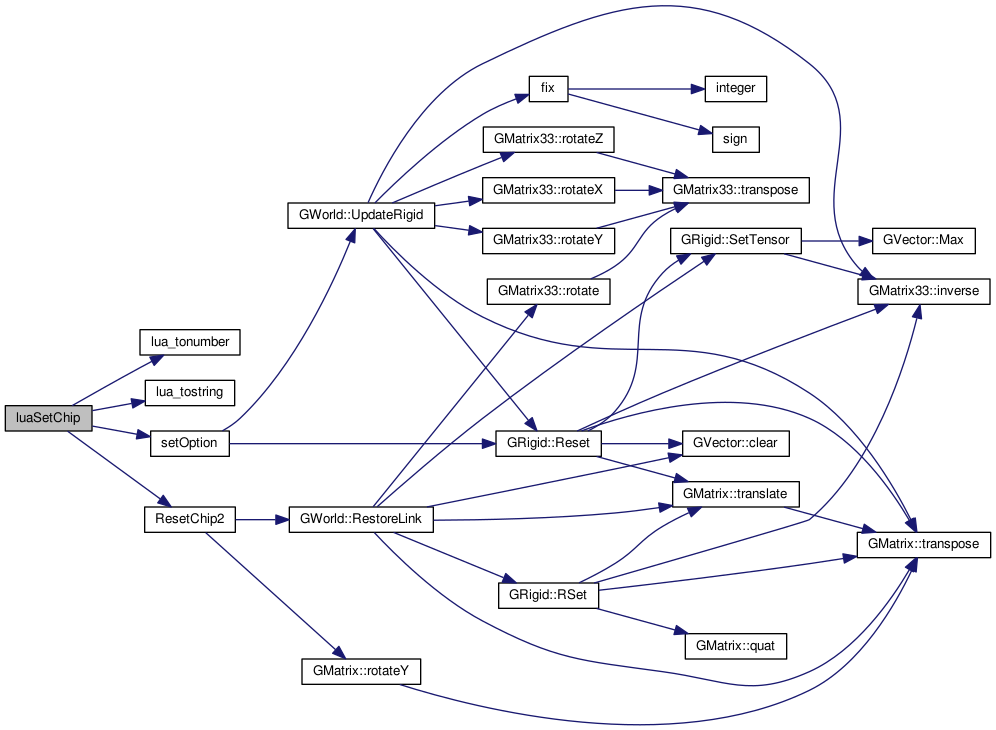 fix
integer
sign
GMatrix33::rotateZ
GMatrix33::rotateX
GMatrix33::transpose
GWorld::UpdateRigid
GMatrix33::rotateY
GRigid::SetTensor
GVector::Max
GMatrix33::rotate
GMatrix33::inverse
lua_tonumber
lua_tostring
luaSetChip
setOption
GRigid::Reset
GVector::clear
GMatrix::translate
ResetChip2
GWorld::RestoreLink
GMatrix::transpose
GRigid::RSet
GMatrix::quat
GMatrix::rotateY